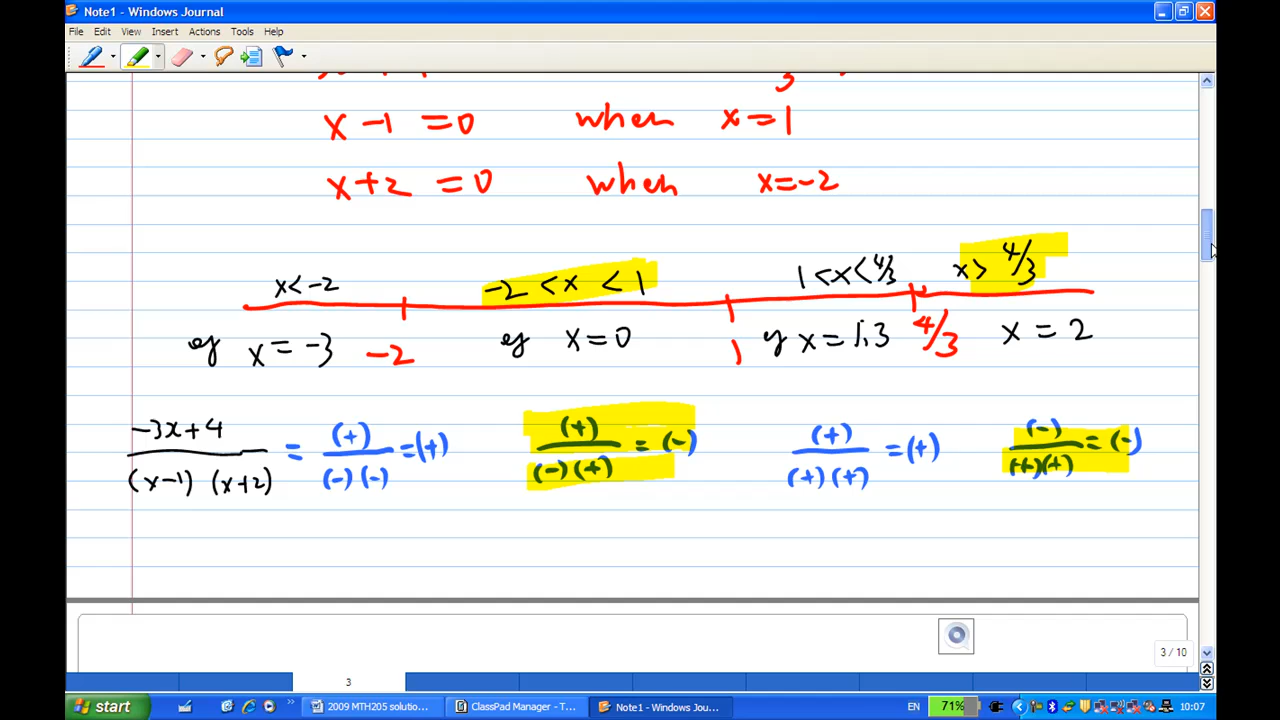 Note1 - Windows Journal
File Edit View Insert Actions Tools Help
3
x - 1 = 0 when x = 1
x + 2 = 0 when x = -2
x < -2 -2 < x < 1 1 < x < 4/3 x > 4/3
eg x = -3 -2 eg x = 0 1 eg x = 1.3 4/3 x = 2
-3x+4 (+) (+) (+) (-)
= =(+) =(-) =(+) =(-)
(x-1) (x+2) (-)(-) (-)(+) (+)(+) (+)(+)
3 / 10
3
start 2009 MTH205 solutio... ClassPad Manager - T... Note1 - Windows Jou... EN 71% 10:07